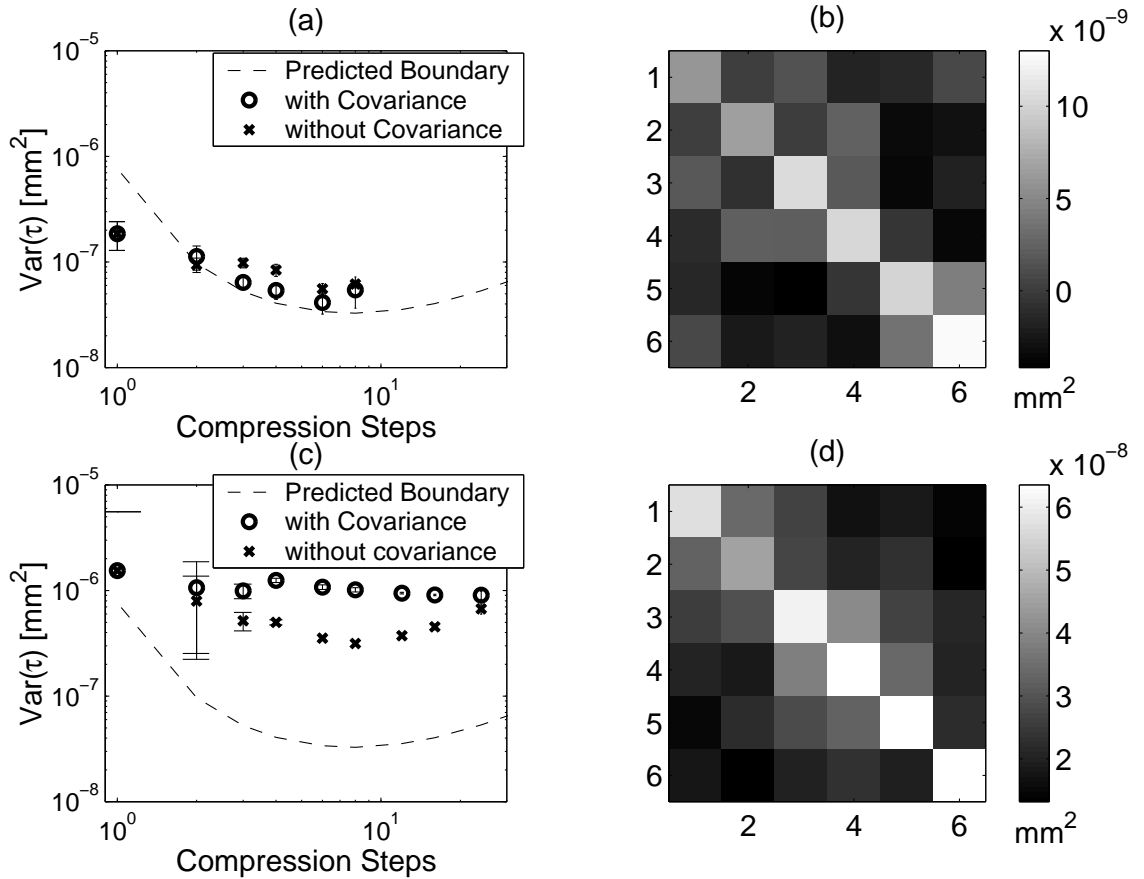 (a)
10^-5
10^-6
10^-7
10^-8
Var(τ) [mm^2]
Predicted Boundary
with Covariance
without Covariance
10^0
10^1
Compression Steps
(b)
x 10^-9
1
2
3
4
5
6
2
4
6
10
5
0
mm^2
(c)
10^-5
10^-6
10^-7
10^-8
Var(τ) [mm^2]
Predicted Boundary
with Covariance
without covariance
10^0
10^1
Compression Steps
(d)
x 10^-8
1
2
3
4
5
6
2
4
6
6
5
4
3
2
mm^2